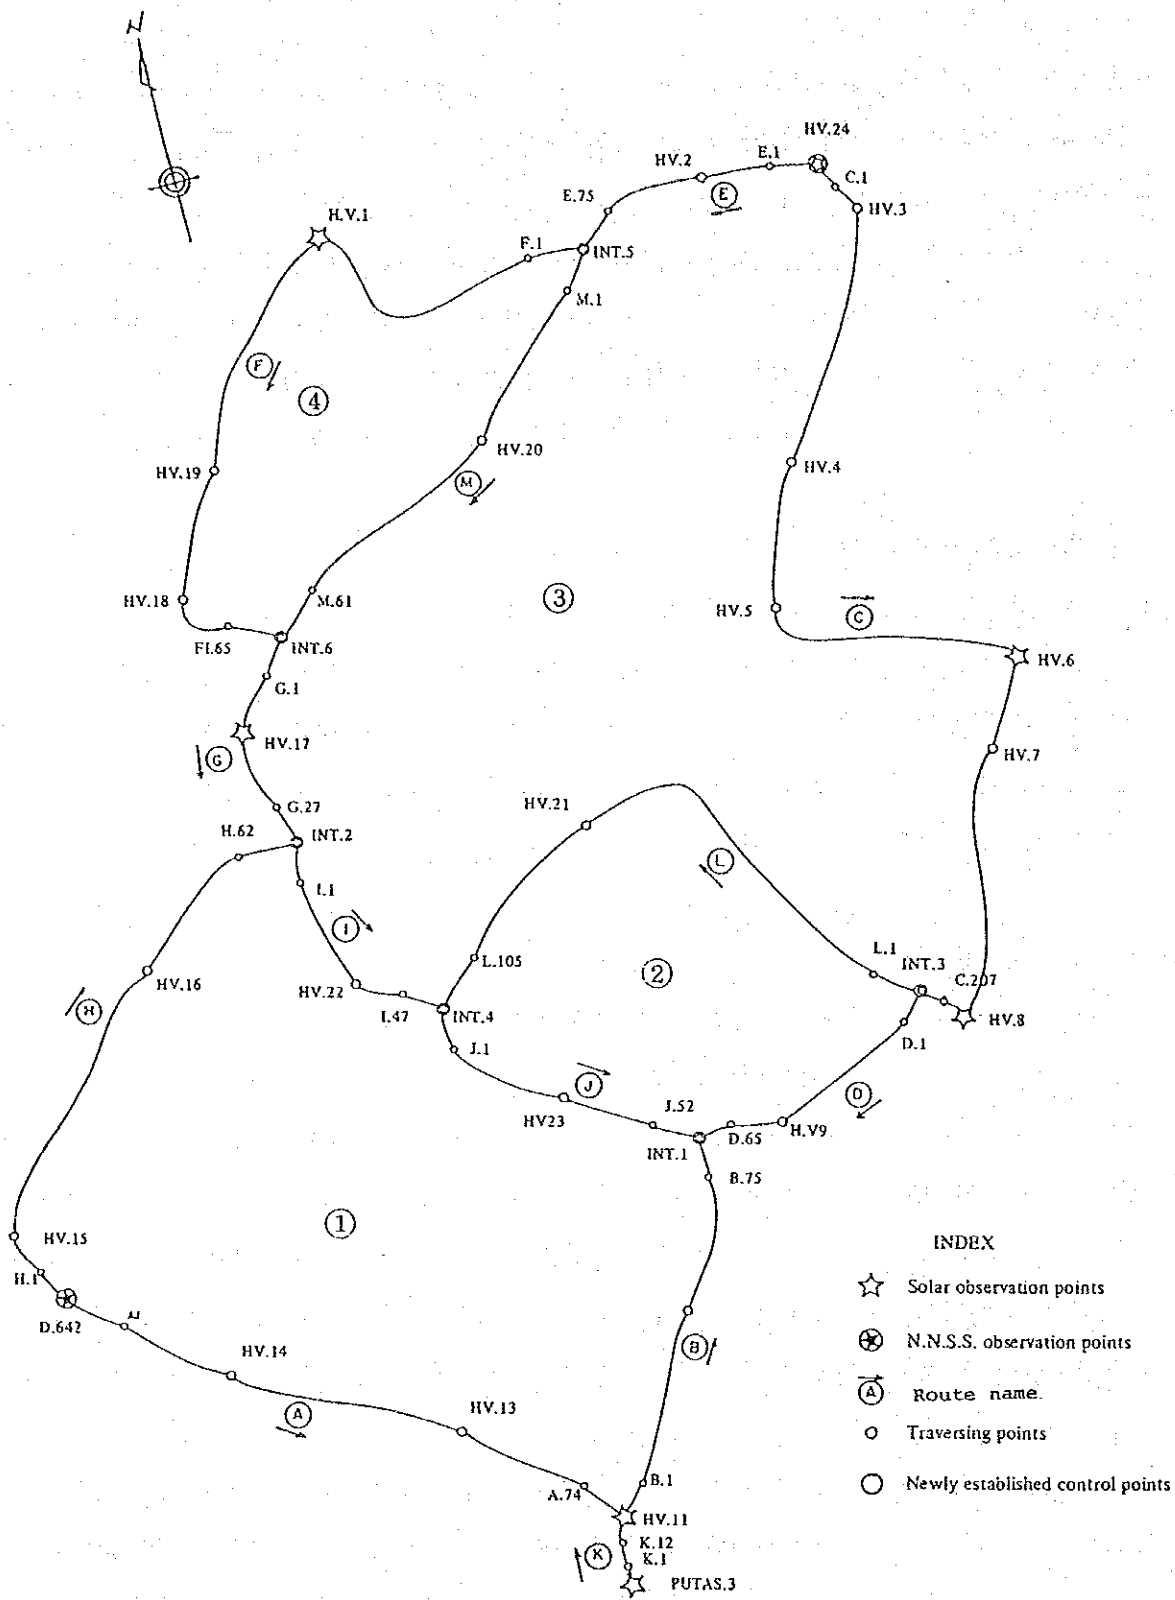 N
HV.24
E.1
HV.2
C.1
E
E.75
HV.3
H.V.1
F.1
INT.5
M.1
F
4
HV.20
HV.4
HV.19
M
M.61
3
HV.18
HV.5
C
FI.65
INT.6
HV.6
G.1
HV.17
HV.7
G
HV.21
G.27
H.62
INT.2
L
I.1
I
L.1
INT.3
L.105
2
C.207
HV.16
HV.22
I.47
INT.4
HV.8
H
J.1
D.1
J
D
HV23
J.52
D.65
H.V9
INT.1
B.75
1
HV.15
INDEX
H.1
Solar observation points
D.642
N.N.S.S. observation points
B
HV.14
A
Route name.
HV.13
A
Traversing points
B.1
A.74
Newly established control points
HV.11
K.12
K
K.1
PUTAS.3